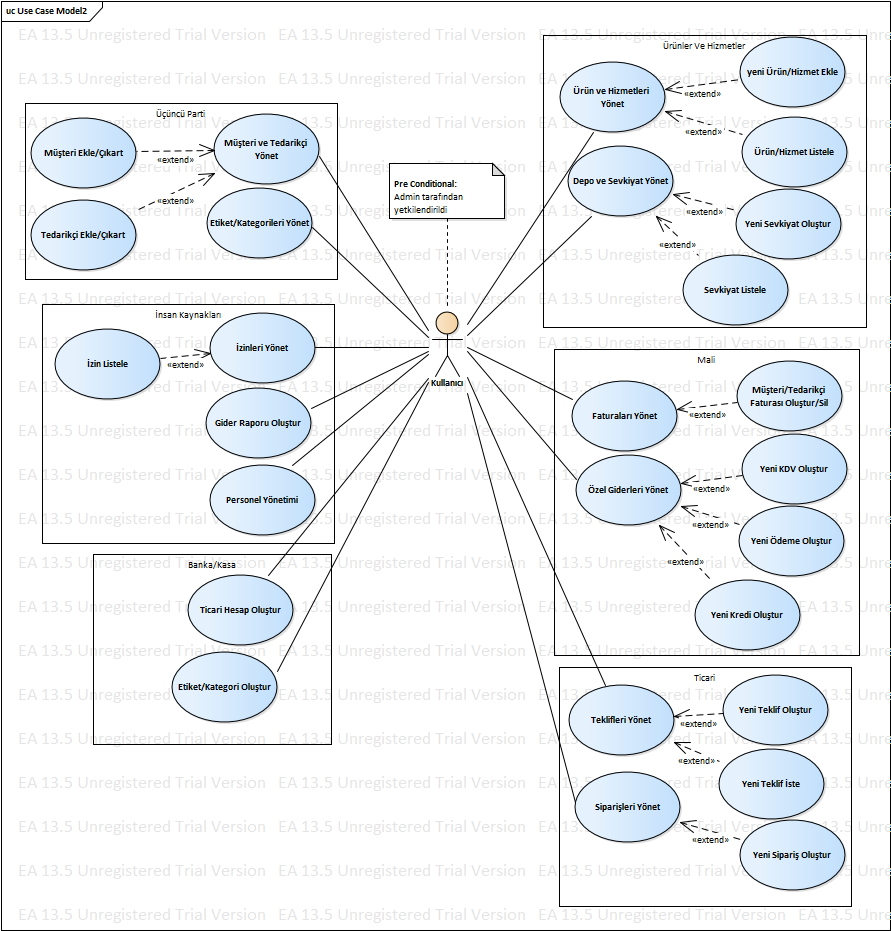 uc Use Case Model2
EA 13.5 Unregistered Trial Version
Üçüncü Parti
Müşteri Ekle/Çıkart
«extend»
Müşteri ve Tedarikçi
Yönet
«extend»
Tedarikçi Ekle/Çıkart
Etiket/Kategorileri Yönet
Pre Conditional:
Admin tarafından
yetkilendirildi
Kullanıcı
Ürünler Ve Hizmetler
Ürün ve Hizmetleri
Yönet
yeni Ürün/Hizmet Ekle
«extend»
«extend»
Ürün/Hizmet Listele
Depo ve Sevkiyat Yönet
«extend»
Yeni Sevkiyat Oluştur
«extend»
Sevkiyat Listele
İnsan Kaynakları
İzin Listele
«extend»
İzinleri Yönet
Gider Raporu Oluştur
Personel Yönetimi
Mali
Faturaları Yönet
«extend»
Müşteri/Tedarikçi
Faturası Oluştur/Sil
Özel Giderleri Yönet
«extend»
Yeni KDV Oluştur
«extend»
Yeni Ödeme Oluştur
«extend»
Yeni Kredi Oluştur
Banka/Kasa
Ticari Hesap Oluştur
Etiket/Kategori Oluştur
Ticari
Teklifleri Yönet
«extend»
Yeni Teklif Oluştur
«extend»
Yeni Teklif İste
Siparişleri Yönet
«extend»
Yeni Sipariş Oluştur